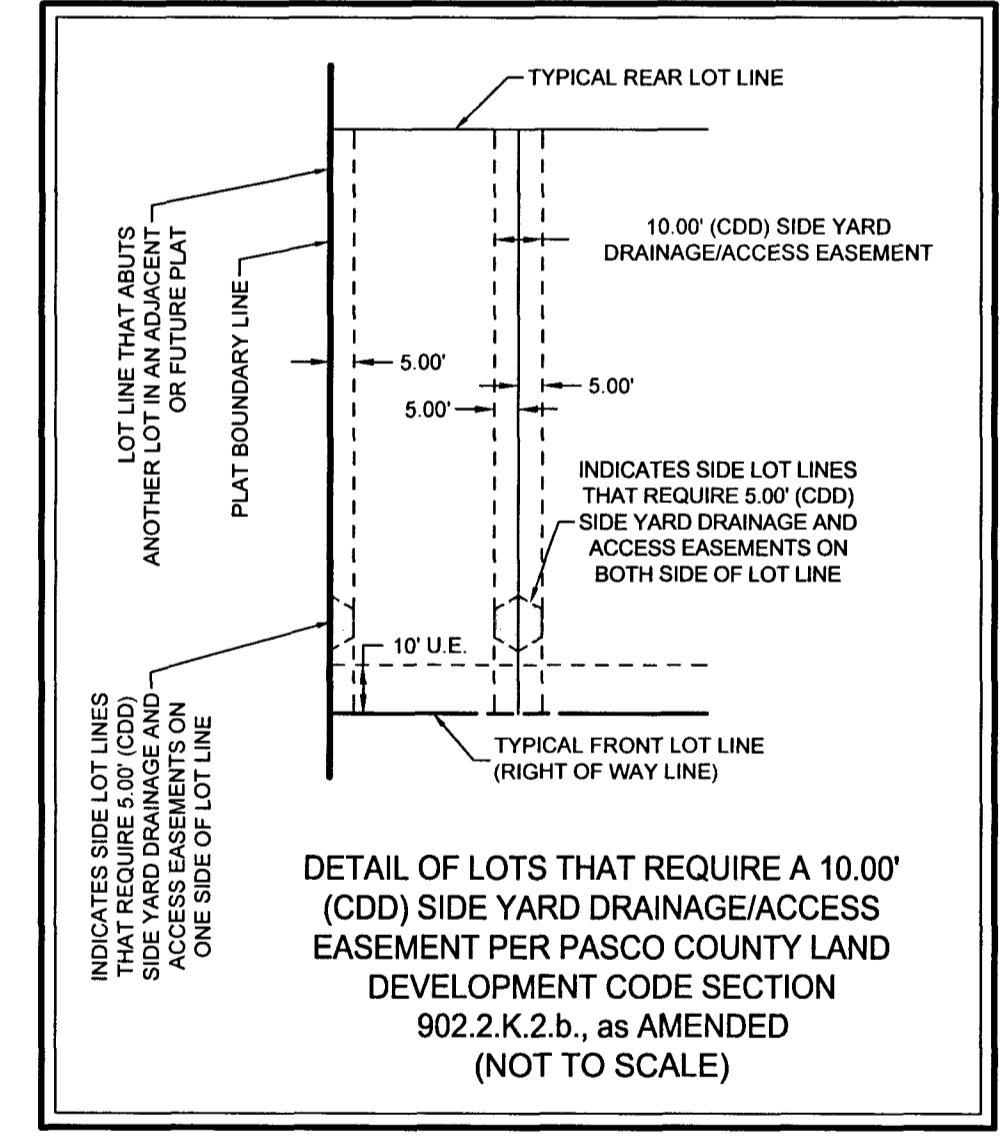 TYPICAL REAR LOT LINE
LOT LINE THAT ABUTS
ANOTHER LOT IN AN ADJACENT
OR FUTURE PLAT
PLAT BOUNDARY LINE
10.00' (CDD) SIDE YARD
DRAINAGE/ACCESS EASEMENT
5.00'
5.00'
5.00'
INDICATES SIDE LOT LINES
THAT REQUIRE 5.00' (CDD)
SIDE YARD DRAINAGE AND
ACCESS EASEMENTS ON
BOTH SIDE OF LOT LINE
10' U.E.
INDICATES SIDE LOT LINES
THAT REQUIRE 5.00' (CDD)
SIDE YARD DRAINAGE AND
ACCESS EASEMENTS ON
ONE SIDE OF LOT LINE
TYPICAL FRONT LOT LINE
(RIGHT OF WAY LINE)
DETAIL OF LOTS THAT REQUIRE A 10.00'
(CDD) SIDE YARD DRAINAGE/ACCESS
EASEMENT PER PASCO COUNTY LAND
DEVELOPMENT CODE SECTION
902.2.K.2.b., as AMENDED
(NOT TO SCALE)